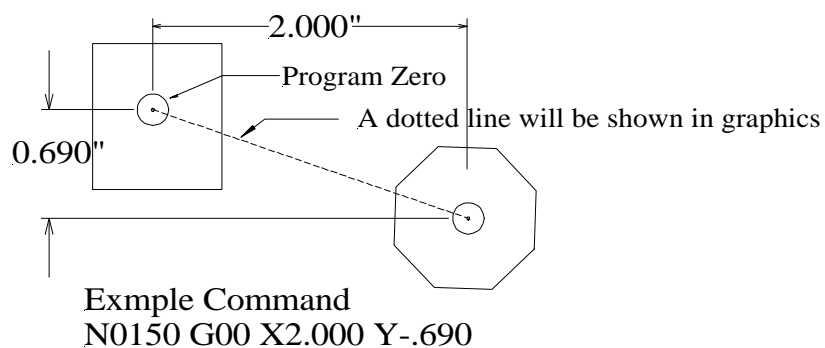 2.000"
Program Zero
A dotted line will be shown in graphics
0.690"
Exmple Command
N0150 G00 X2.000 Y-.690